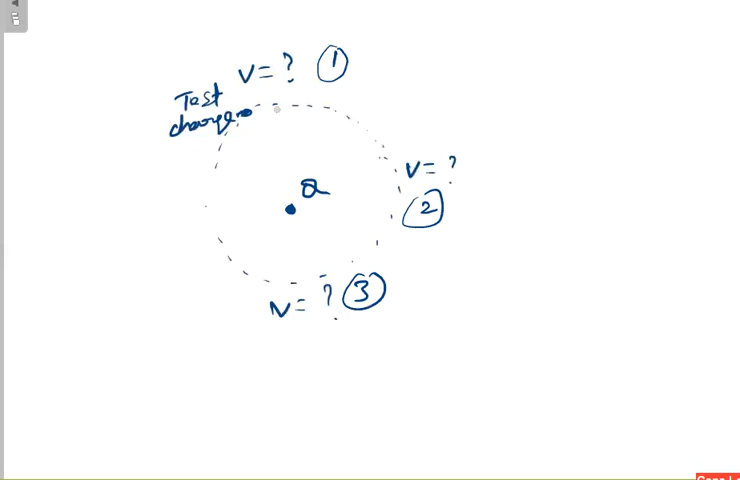 V = ? 1
Test
charge
V = ?
2
Q
V = ? 3